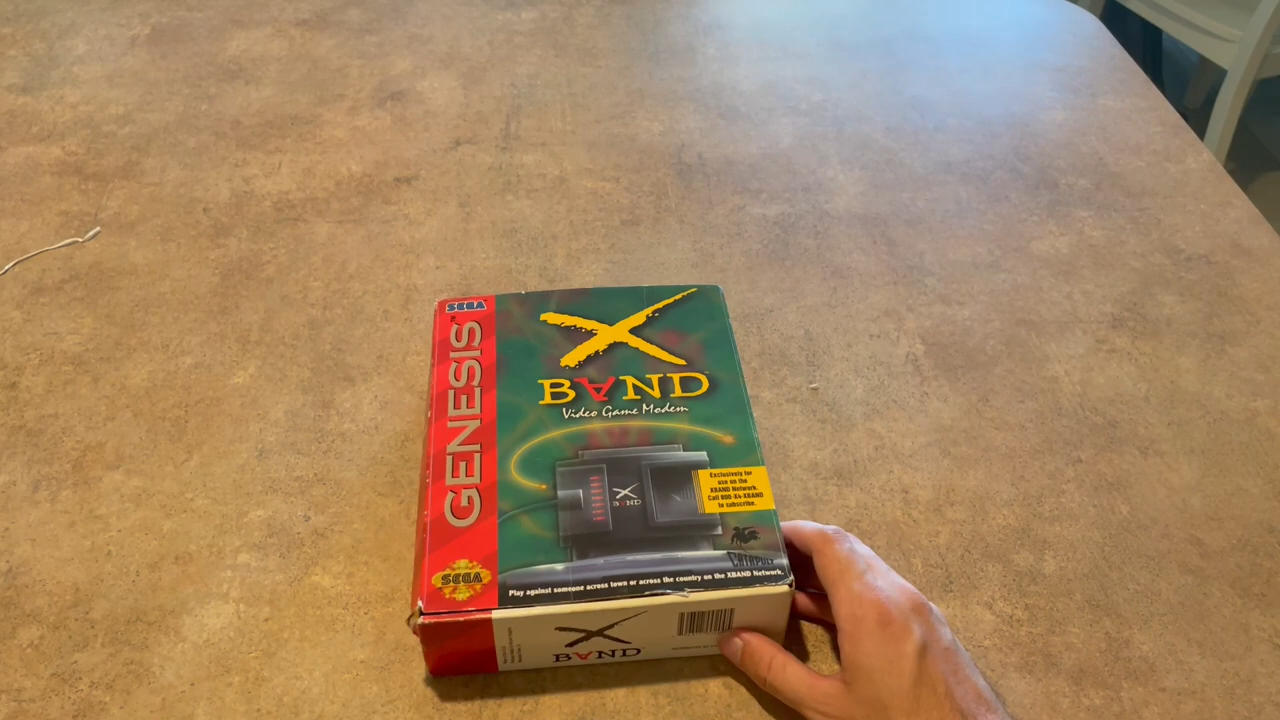 SEGA
GENESIS
X
BAND
Video Game Modem
X
BAND
Exclusively for
use on the
XBAND Network.
Call 800-X4-XBAND
to subscribe.
CATAPULT
SEGA
Play against someone across town or across the country on the XBAND Network.
X
BAND